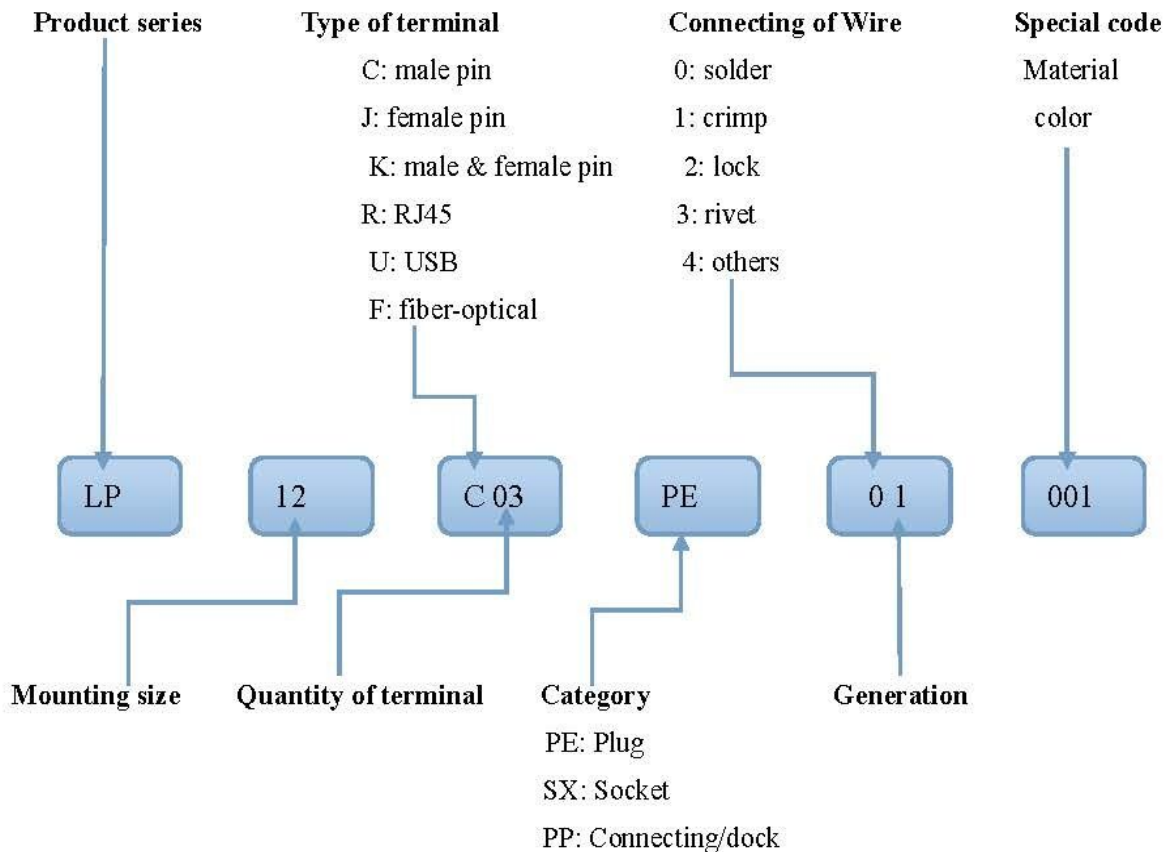 Product series
Type of terminal
C: male pin
J: female pin
K: male & female pin
R: RJ45
U: USB
F: fiber-optical
Connecting of Wire
0: solder
1: crimp
2: lock
3: rivet
4: others
Special code
Material
color
LP
12
C 03
PE
0 1
001
Mounting size
Quantity of terminal
Category
PE: Plug
SX: Socket
PP: Connecting/dock
Generation